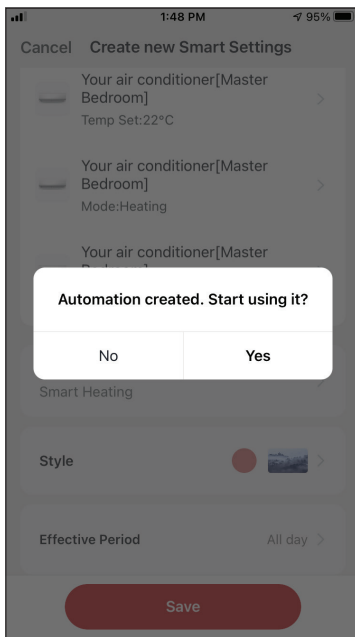 1:48 PM
95%
Cancel Create new Smart Settings
Your air conditioner[Master
Bedroom]
Temp Set:22°C
Your air conditioner[Master
Bedroom]
Mode:Heating
Your air conditioner[Master
Automation created. Start using it?
No Yes
Smart Heating
Style
Effective Period All day
Save